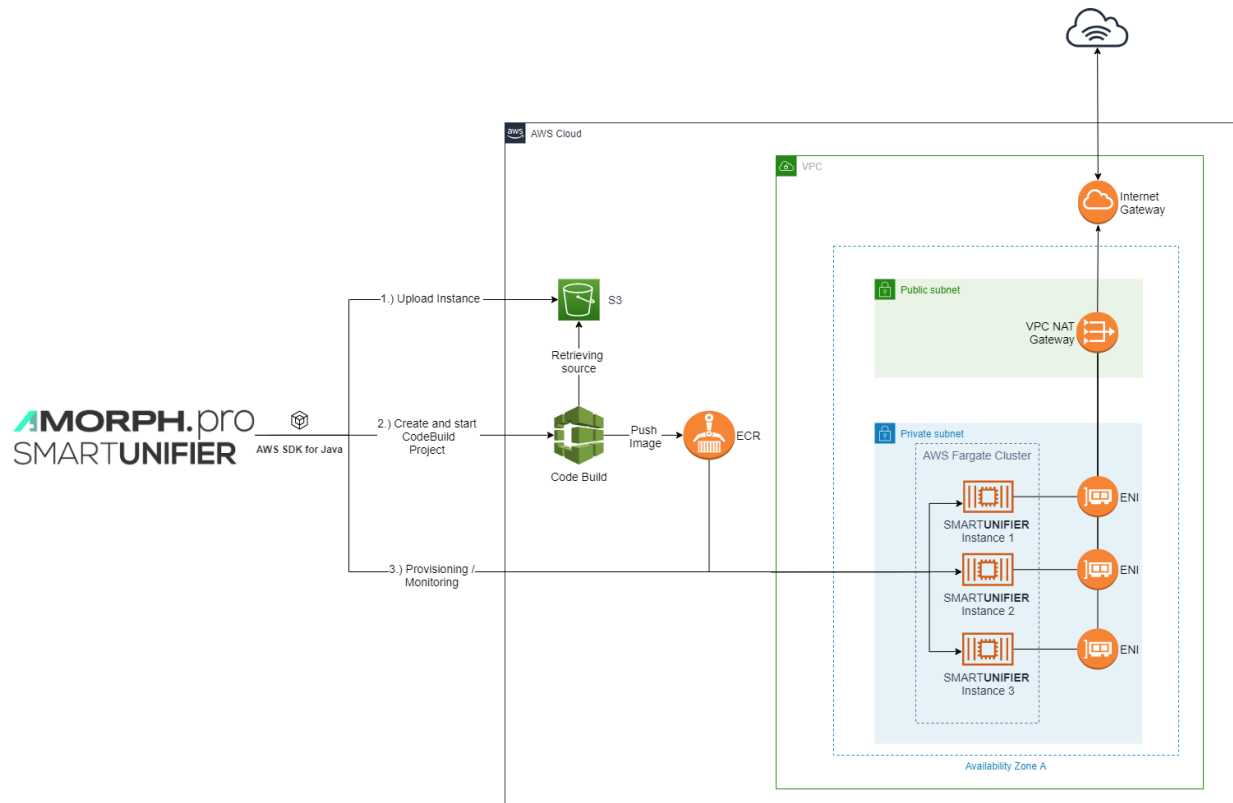 aws
AWS Cloud
VPC
Internet
Gateway
Public subnet
1.) Upload Instance
S3
VPC NAT
Gateway
Retrieving
source
AMORPH.pro
SMARTUNIFIER
AWS SDK for Java
2.) Create and start
CodeBuild
Project
Push
Image
ECR
Code Build
Private subnet
AWS Fargate Cluster
ENI
SMARTUNIFIER
Instance 1
3.) Provisioning /
Monitoring
ENI
SMARTUNIFIER
Instance 2
ENI
SMARTUNIFIER
Instance 3
Availability Zone A